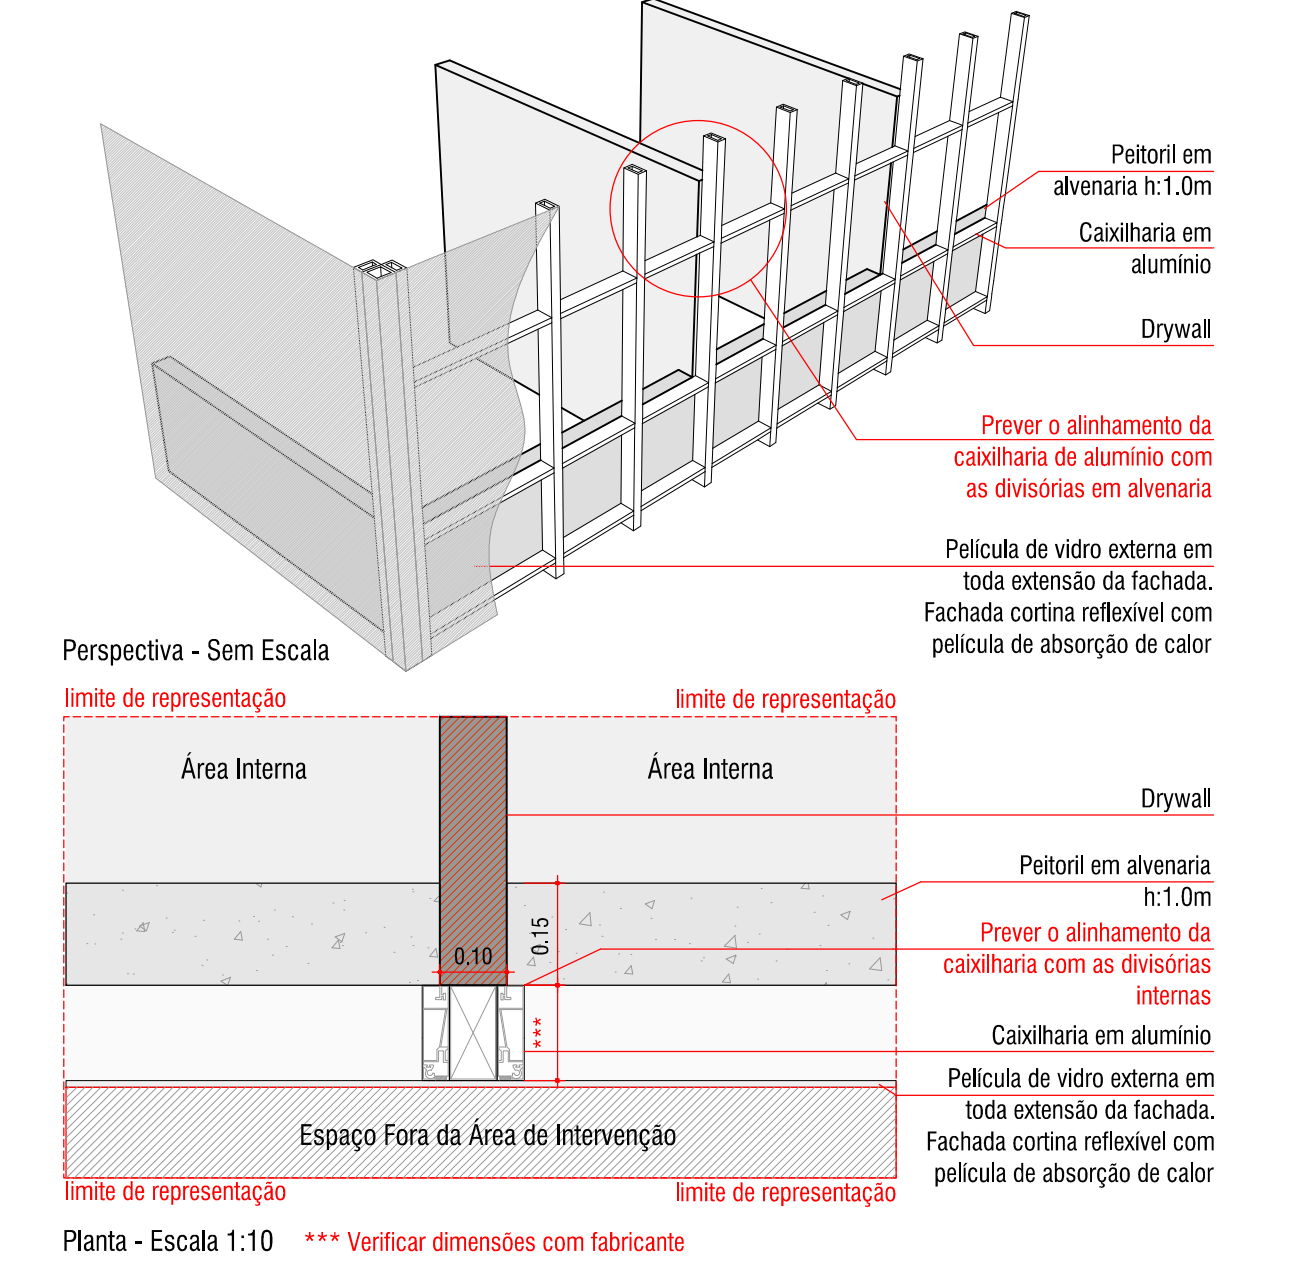 Peitoril em
alvenaria h:1.0m
Caixilharia em
alumínio
Drywall
Prever o alinhamento da
caixilharia de alumínio com
as divisórias em alvenaria
Película de vidro externa em
toda extensão da fachada.
Fachada cortina reflexível com
película de absorção de calor
Perspectiva - Sem Escala
limite de representação
limite de representação
Área Interna
Área Interna
Drywall
Peitoril em alvenaria
h:1.0m
0.15
0.10
Prever o alinhamento da
caixilharia com as divisórias
internas
***
Caixilharia em alumínio
Película de vidro externa em
toda extensão da fachada.
Fachada cortina reflexível com
película de absorção de calor
Espaço Fora da Área de Intervenção
limite de representação
limite de representação
Planta - Escala 1:10
*** Verificar dimensões com fabricante